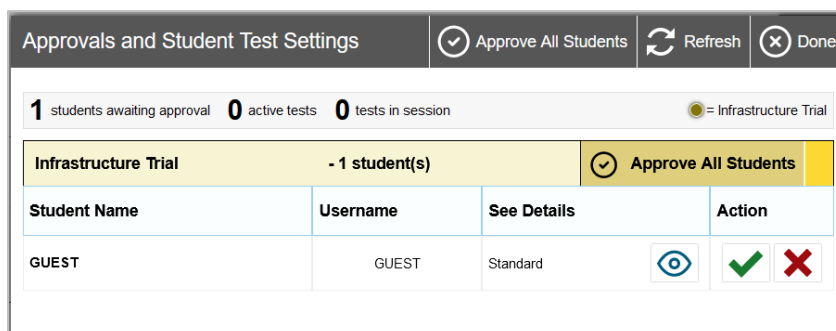 Approvals and Student Test Settings Approve All Students Refresh Done
1 students awaiting approval 0 active tests 0 tests in session = Infrastructure Trial
Infrastructure Trial - 1 student(s) Approve All Students
Student Name Username See Details Action
GUEST GUEST Standard